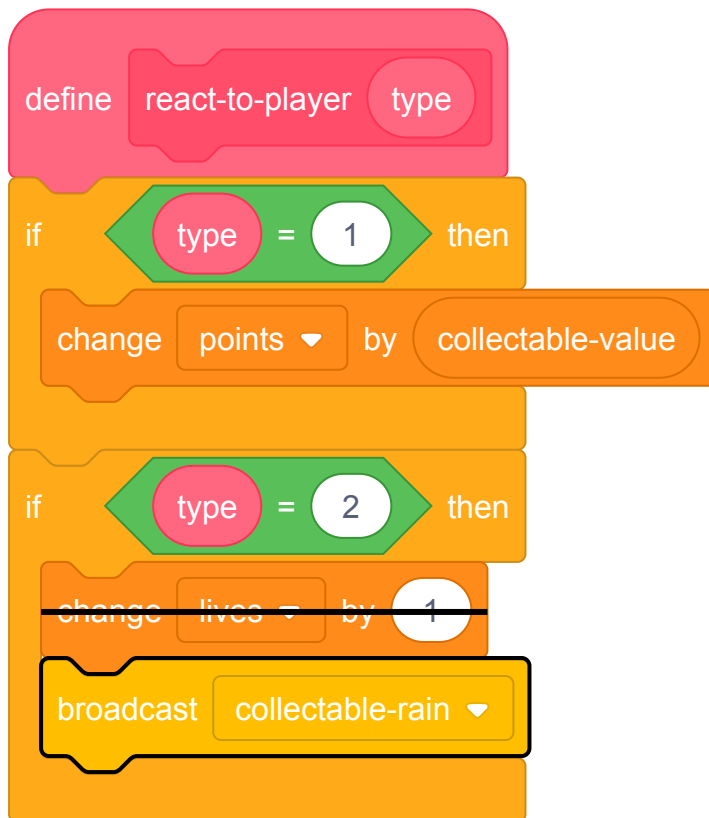 define react-to-player type
if type = 1 then
change points by collectable-value
if type = 2 then
change lives by 1
broadcast collectable-rain